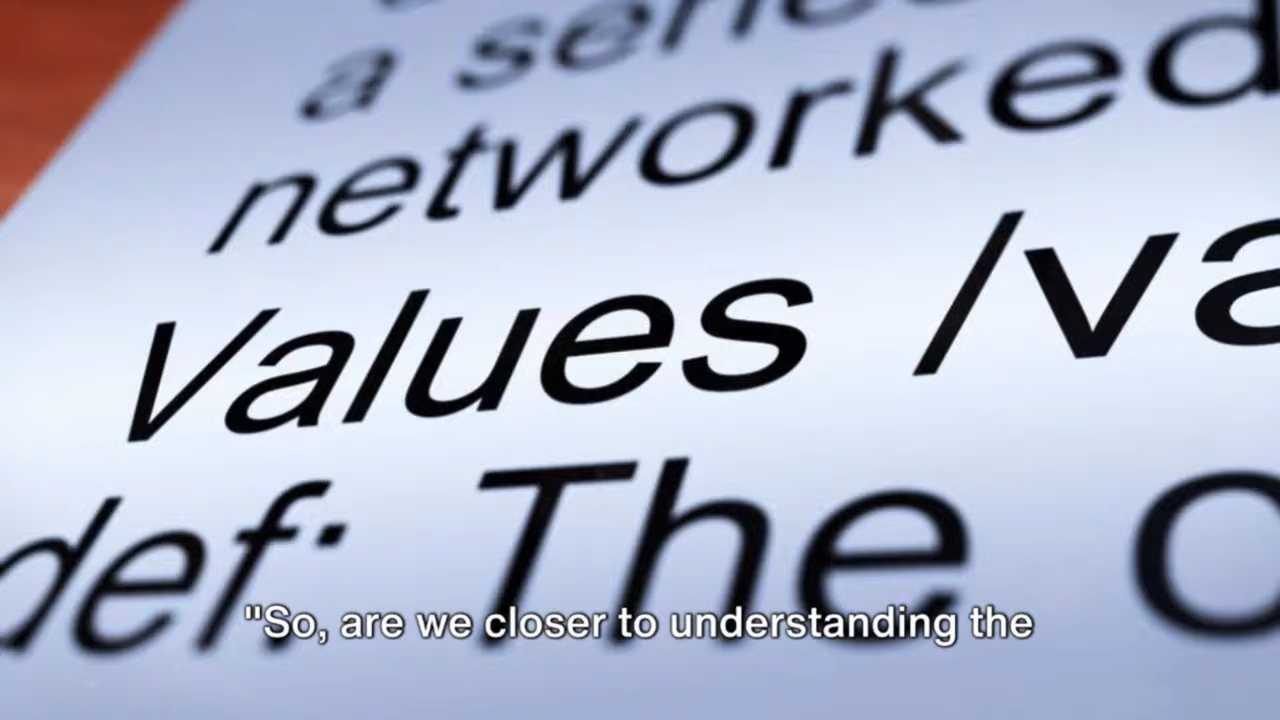 a
networked
Values /va
def: The
"So, are we closer to understanding the